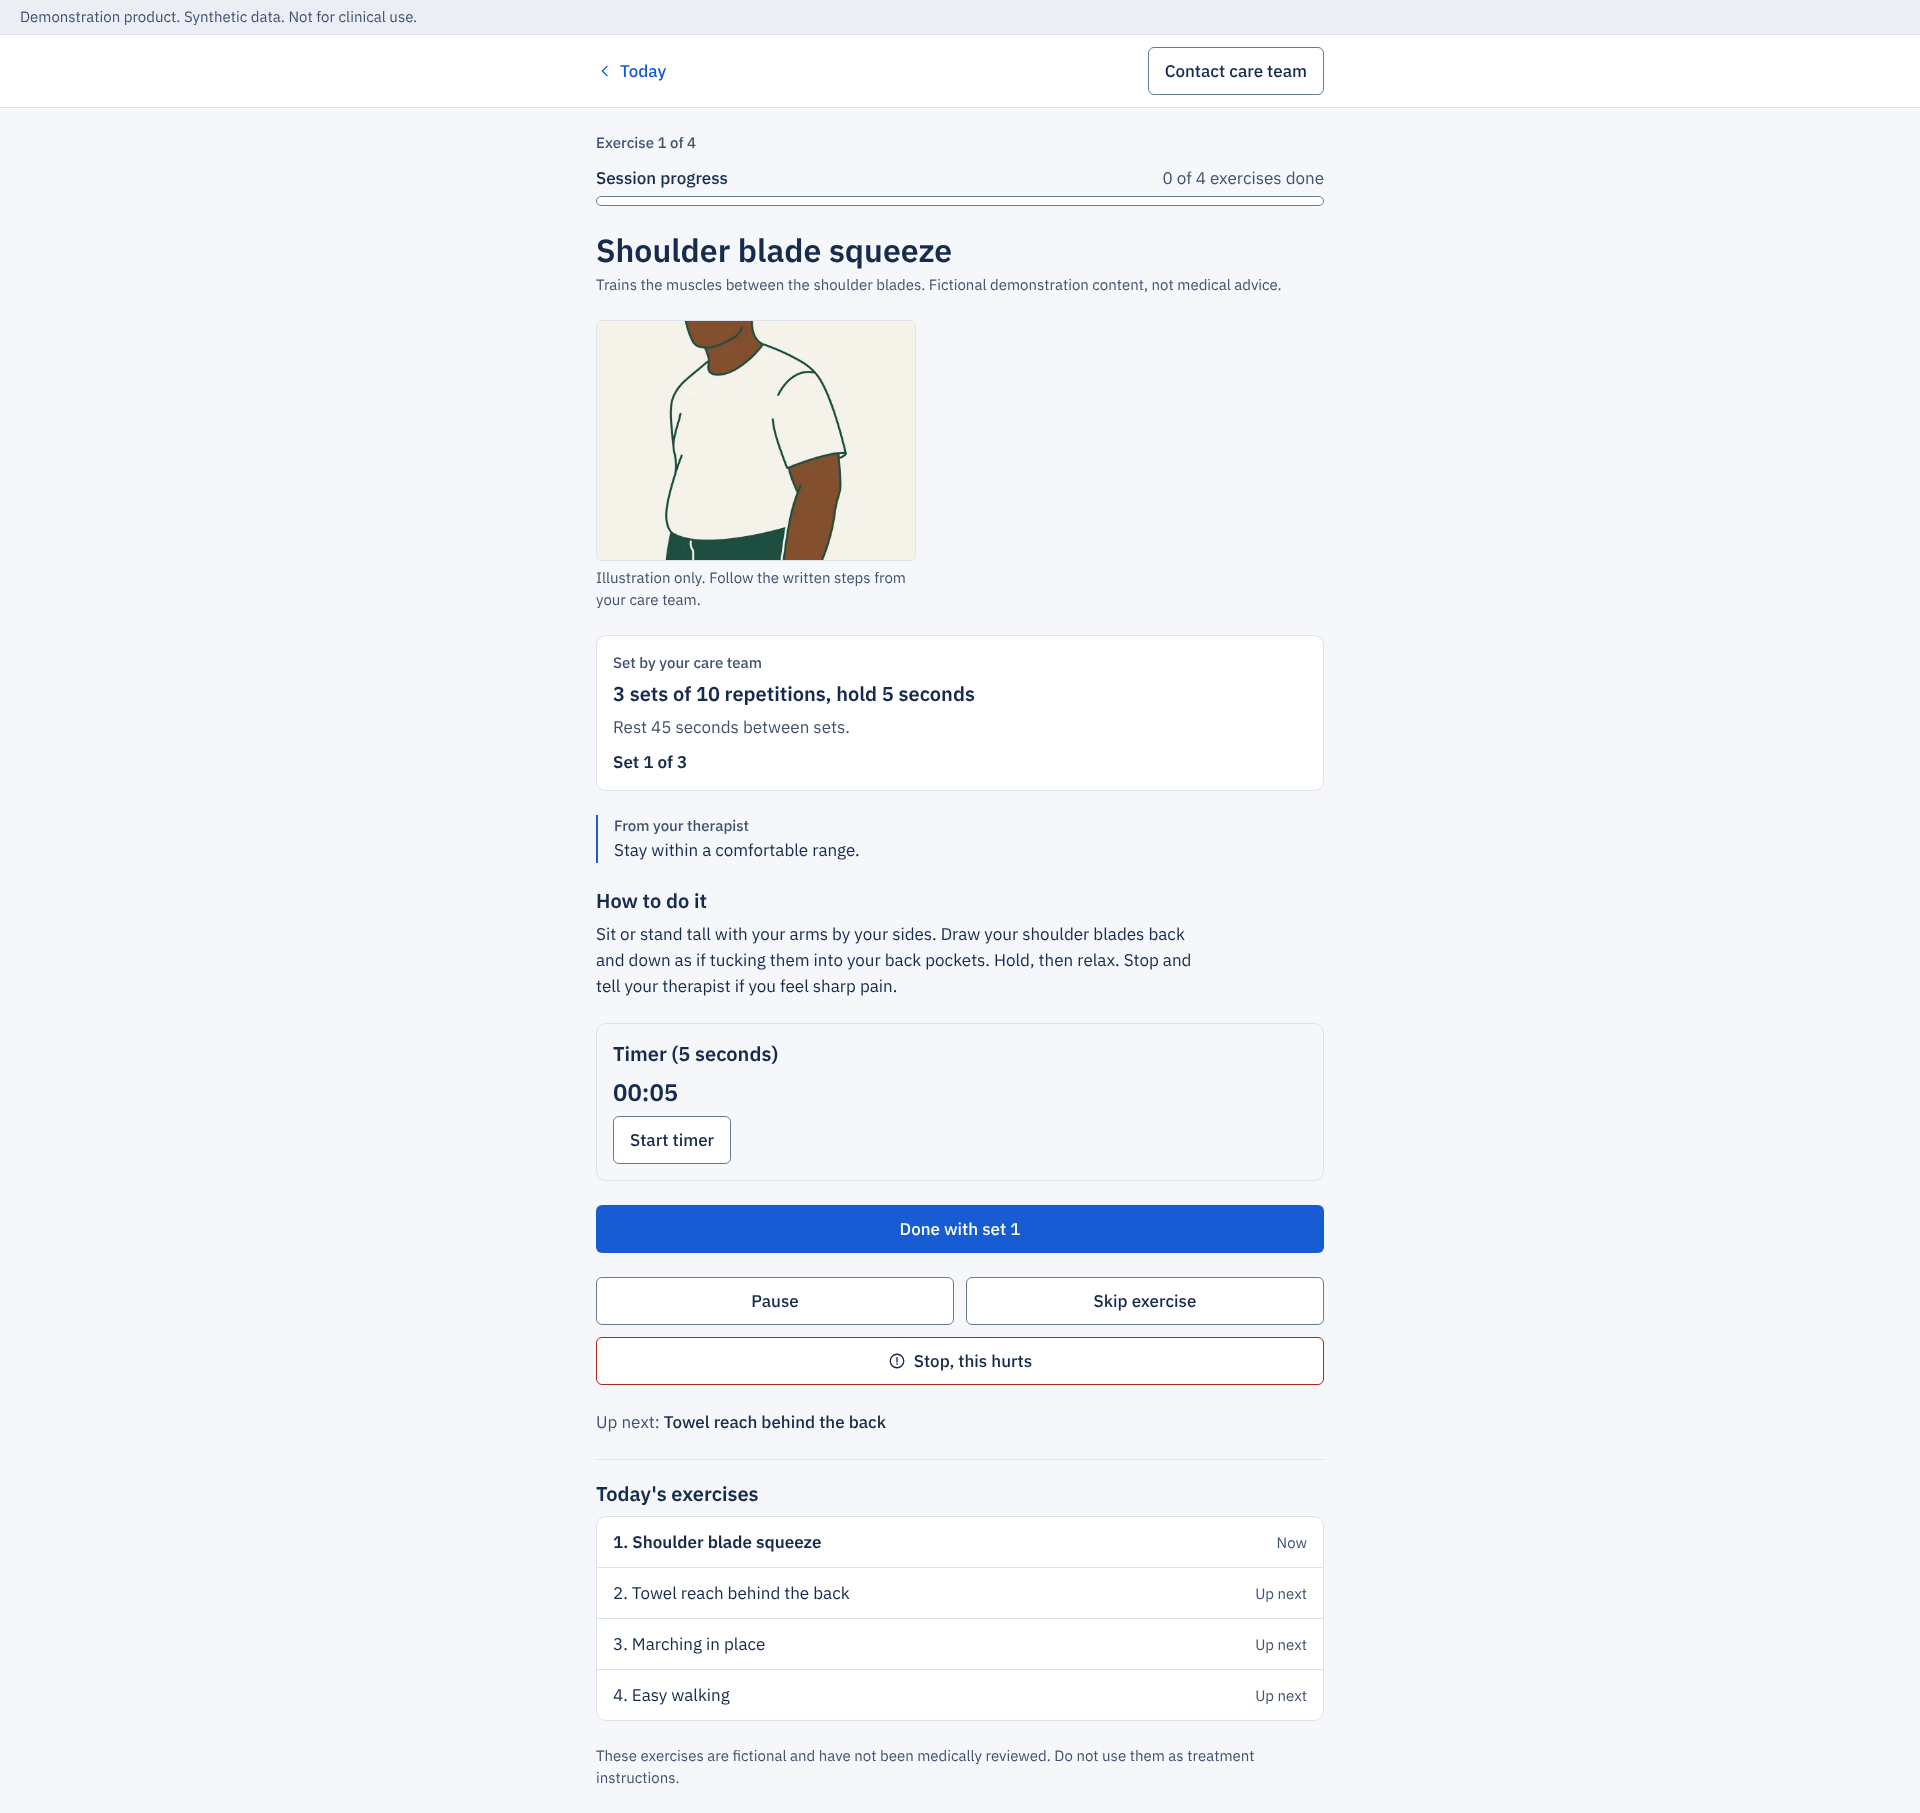 Demonstration product. Synthetic data. Not for clinical use.
Today
Contact care team
Exercise 1 of 4
Session progress
0 of 4 exercises done
Shoulder blade squeeze
Trains the muscles between the shoulder blades. Fictional demonstration content, not medical advice.
Illustration only. Follow the written steps from
your care team.
Set by your care team
3 sets of 10 repetitions, hold 5 seconds
Rest 45 seconds between sets.
Set 1 of 3
From your therapist
Stay within a comfortable range.
How to do it
Sit or stand tall with your arms by your sides. Draw your shoulder blades back
and down as if tucking them into your back pockets. Hold, then relax. Stop and
tell your therapist if you feel sharp pain.
Timer (5 seconds)
00:05
Start timer
Done with set 1
Pause
Skip exercise
Stop, this hurts
Up next: Towel reach behind the back
Today's exercises
1. Shoulder blade squeeze
Now
2. Towel reach behind the back
Up next
3. Marching in place
Up next
4. Easy walking
Up next
These exercises are fictional and have not been medically reviewed. Do not use them as treatment
instructions.